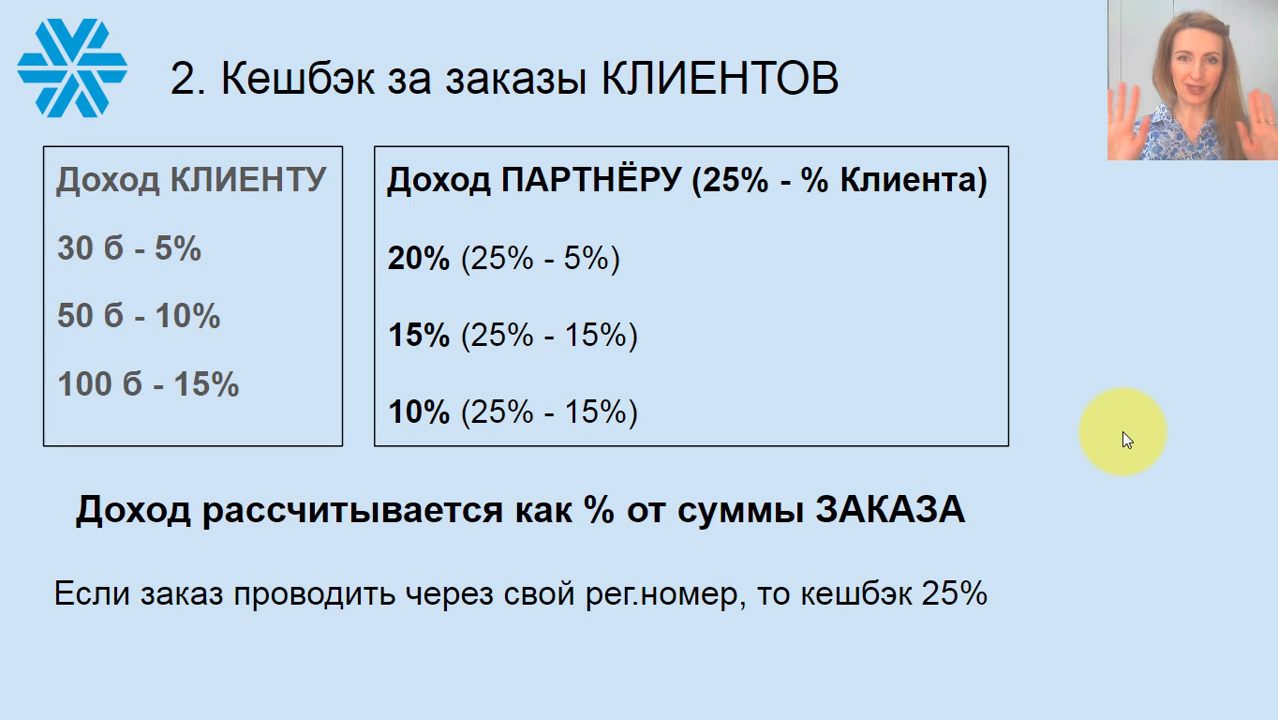 2. Кешбэк за заказы КЛИЕНТОВ
Доход КЛИЕНТУ
30 б - 5%
50 б - 10%
100 б - 15%
Доход ПАРТНЁРУ (25% - % Клиента)
20% (25% - 5%)
15% (25% - 15%)
10% (25% - 15%)
Доход рассчитывается как % от суммы ЗАКАЗА
Если заказ проводить через свой рег.номер, то кешбэк 25%